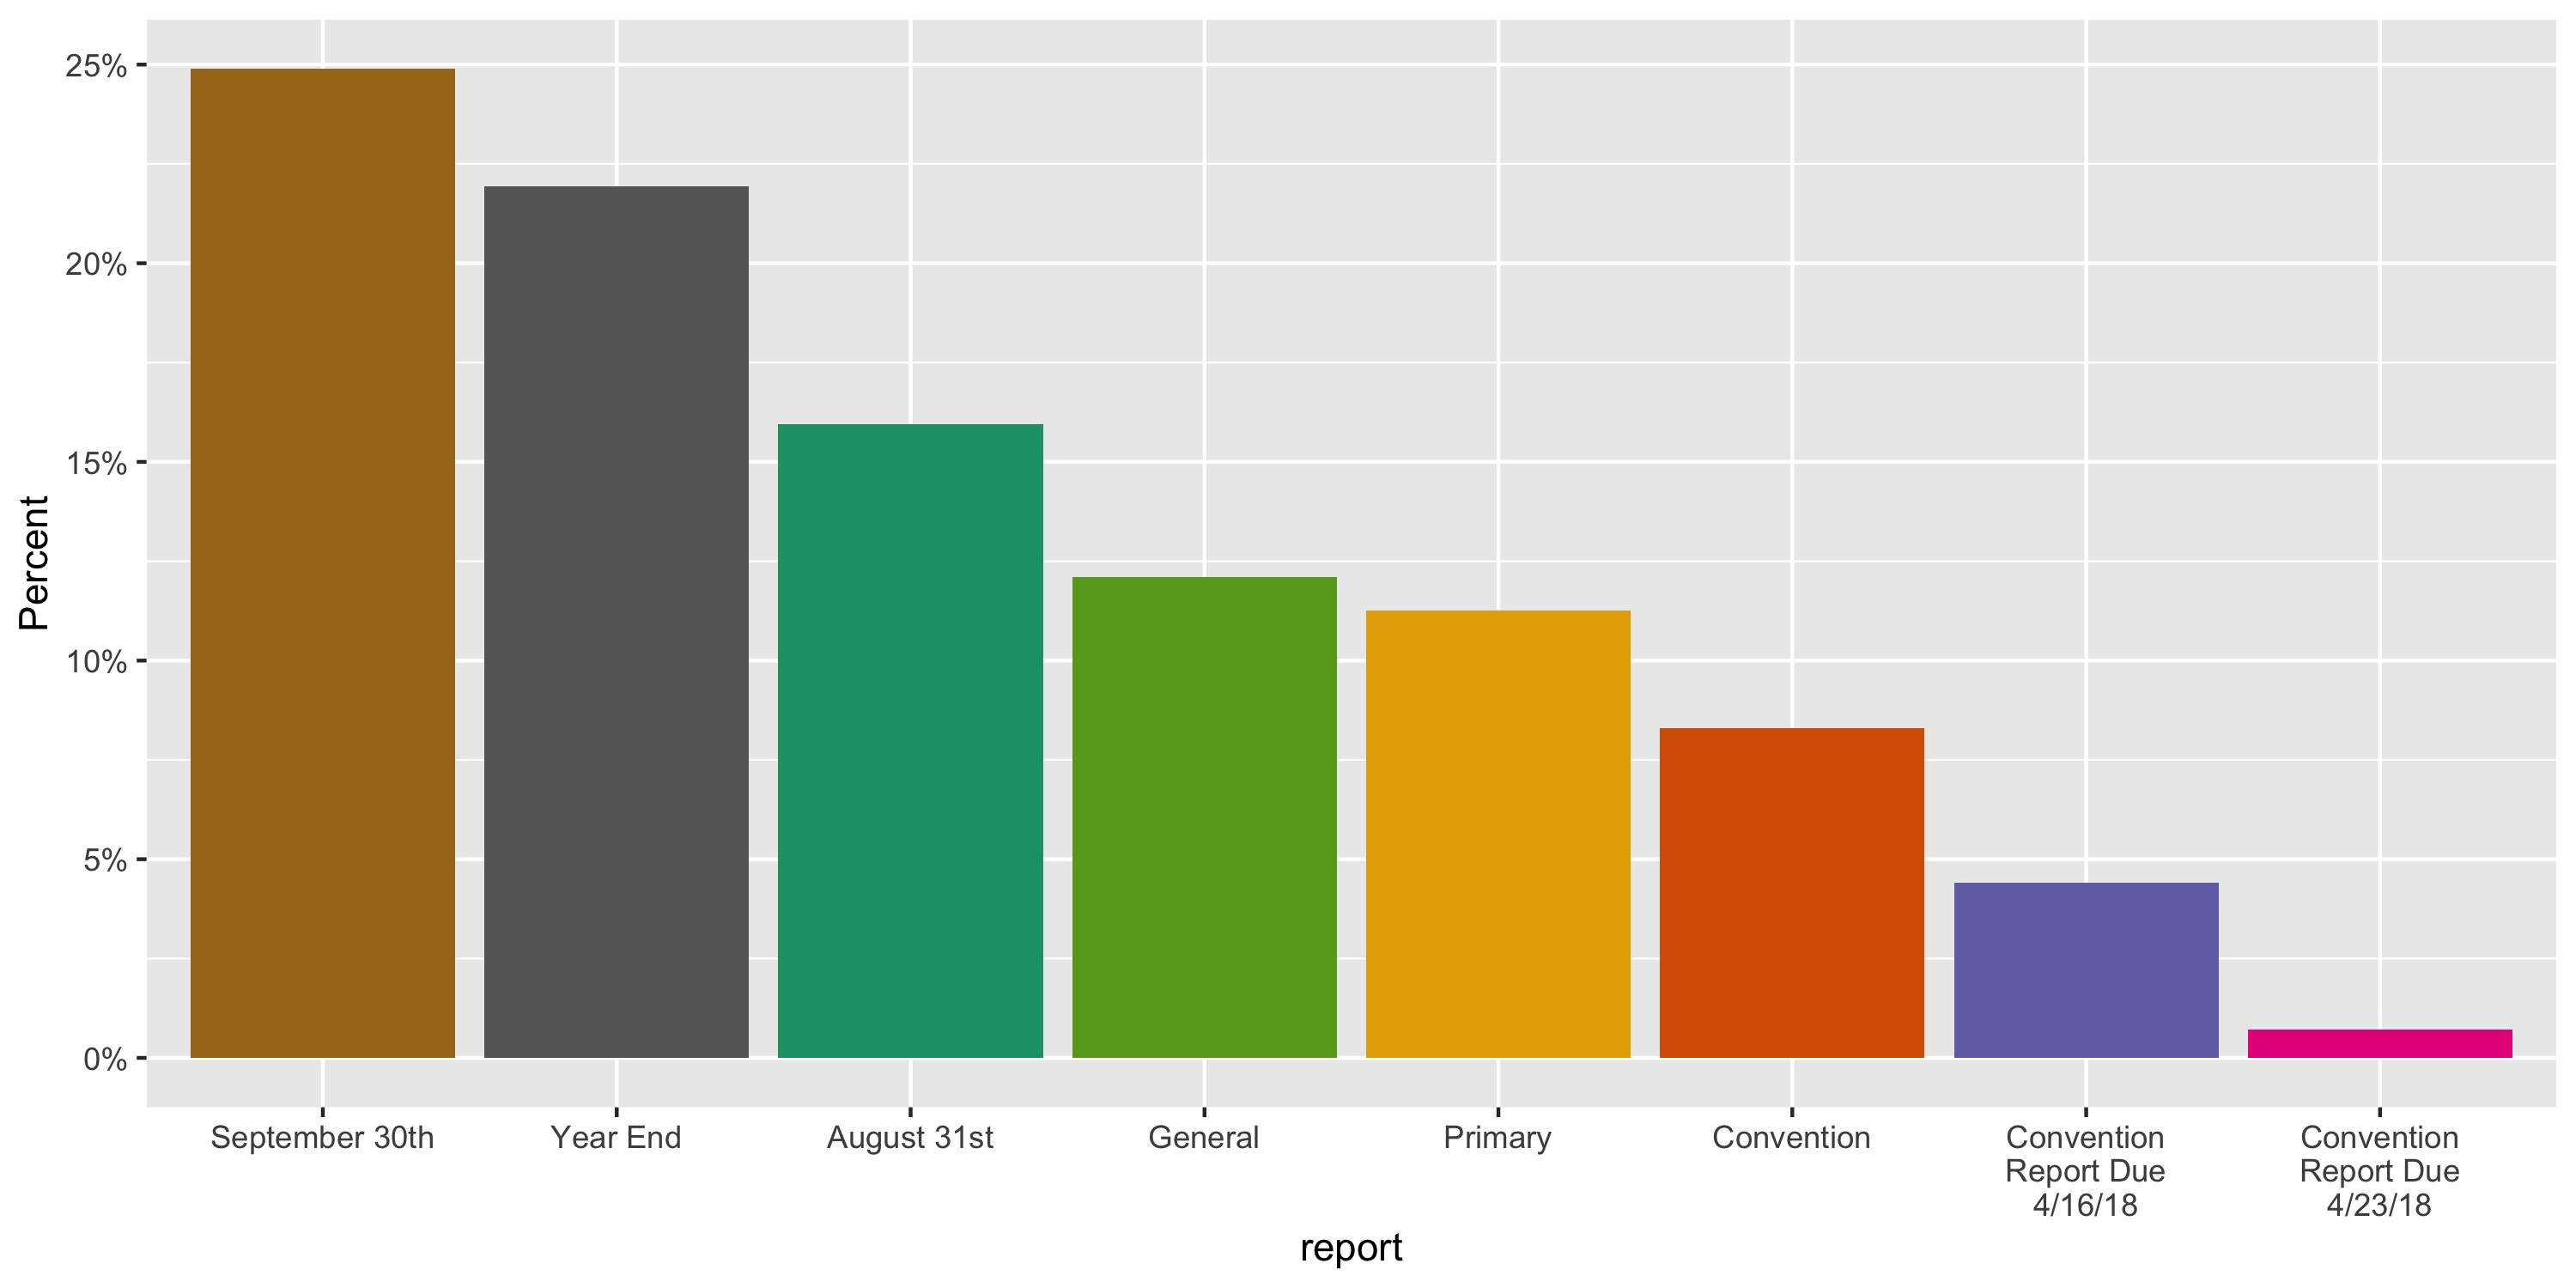 25%
20%
15%
10%
5%
0%
Percent
September 30th
Year End
August 31st
General
Primary
Convention
Convention
Report Due
4/16/18
Convention
Report Due
4/23/18
report